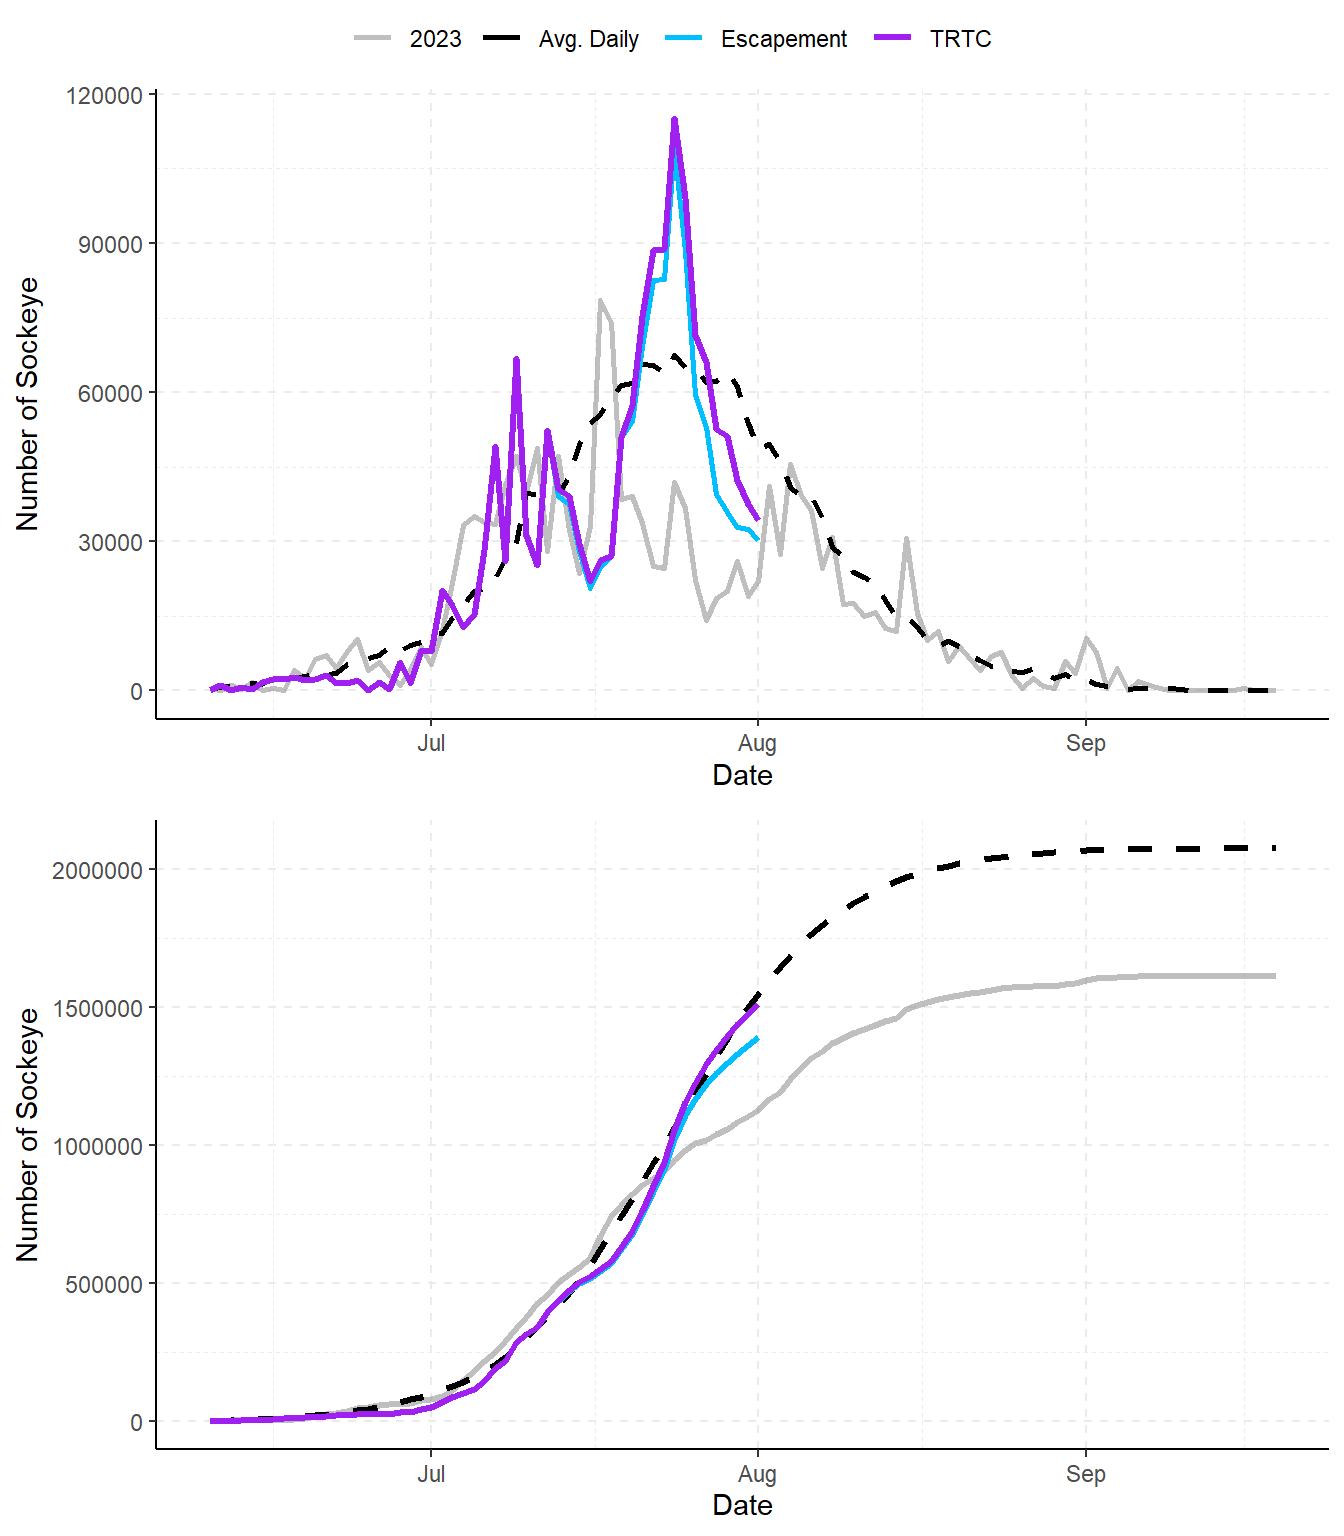 2023 Avg. Daily Escapement TRTC
120000
90000
60000
30000
0
Number of Sockeye
Jul Aug Sep
Date
2000000
1500000
1000000
500000
0
Number of Sockeye
Jul Aug Sep
Date